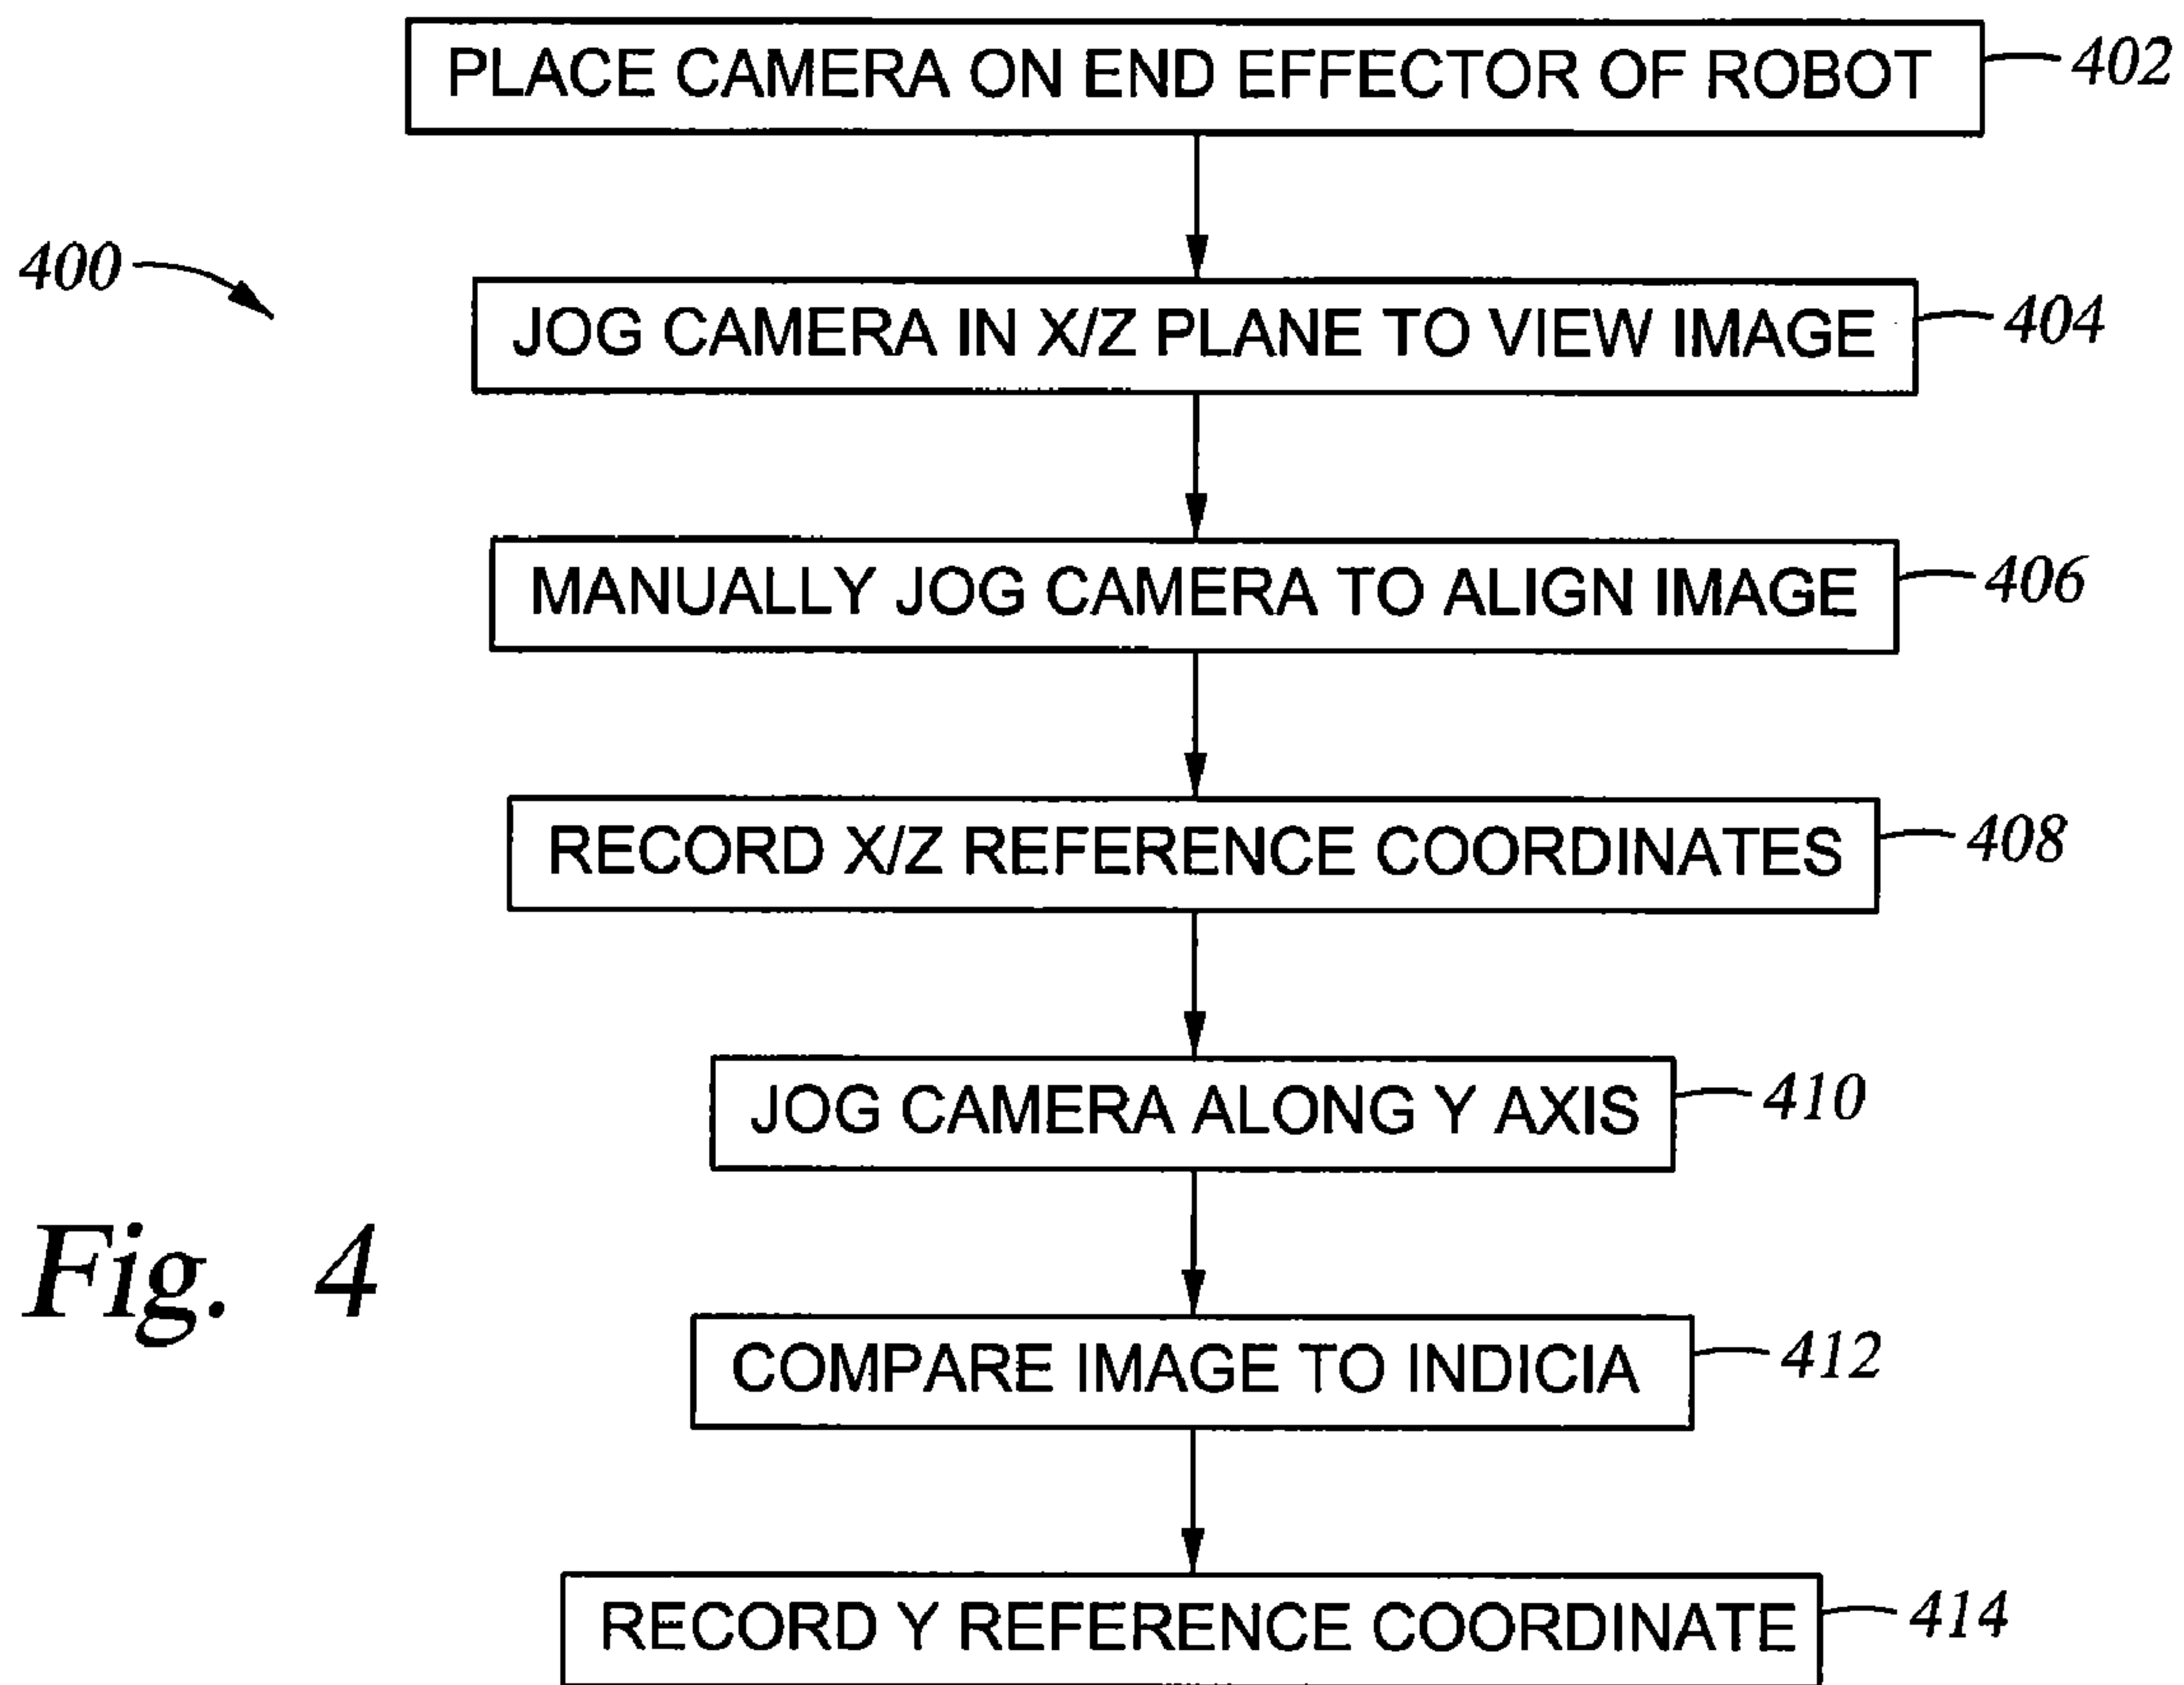 PLACE CAMERA ON END EFFECTOR OF ROBOT
402
400
JOG CAMERA IN X/Z PLANE TO VIEW IMAGE
404
MANUALLY JOG CAMERA TO ALIGN IMAGE
406
RECORD X/Z REFERENCE COORDINATES
408
JOG CAMERA ALONG Y AXIS
410
Fig. 4
COMPARE IMAGE TO INDICIA
412
RECORD Y REFERENCE COORDINATE
414